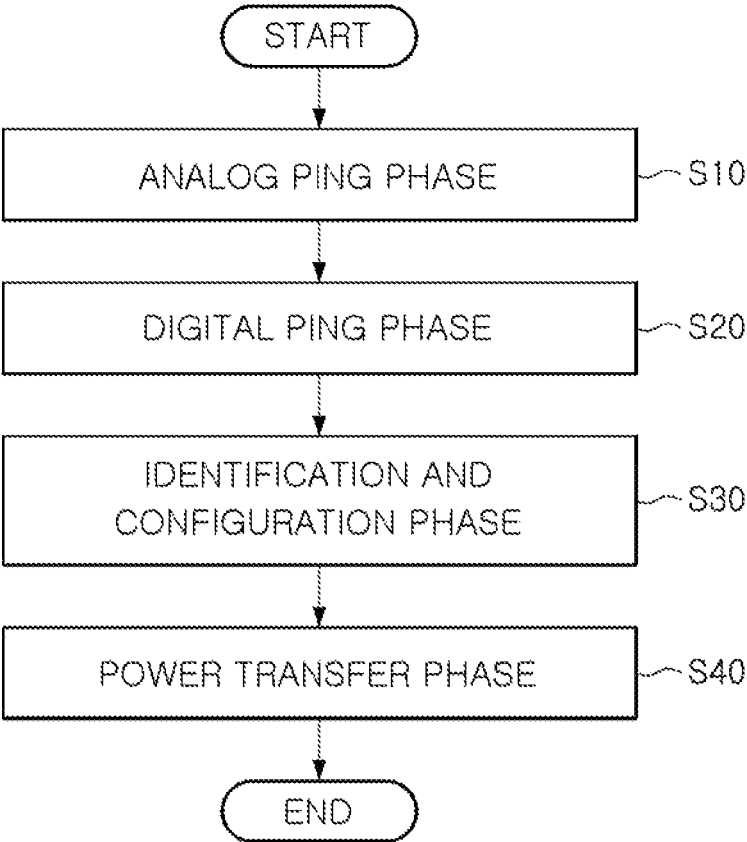 START
ANALOG PING PHASE
S10
DIGITAL PING PHASE
S20
IDENTIFICATION AND
CONFIGURATION PHASE
S30
POWER TRANSFER PHASE
S40
END